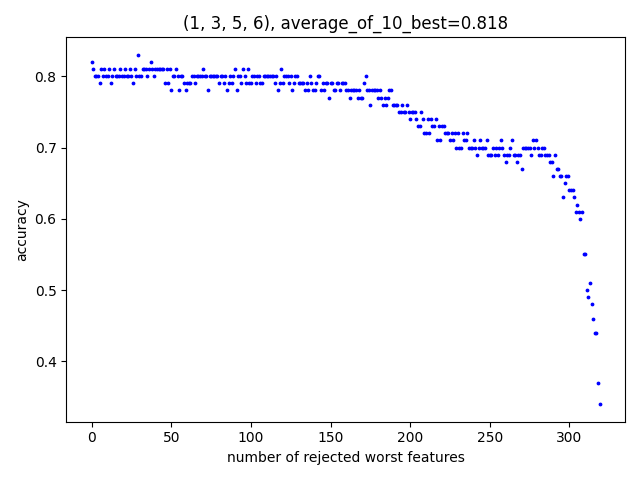 (1, 3, 5, 6), average_of_10_best=0.818
0.8
0.7
0.6
0.5
0.4
accuracy
0 50 100 150 200 250 300
number of rejected worst features